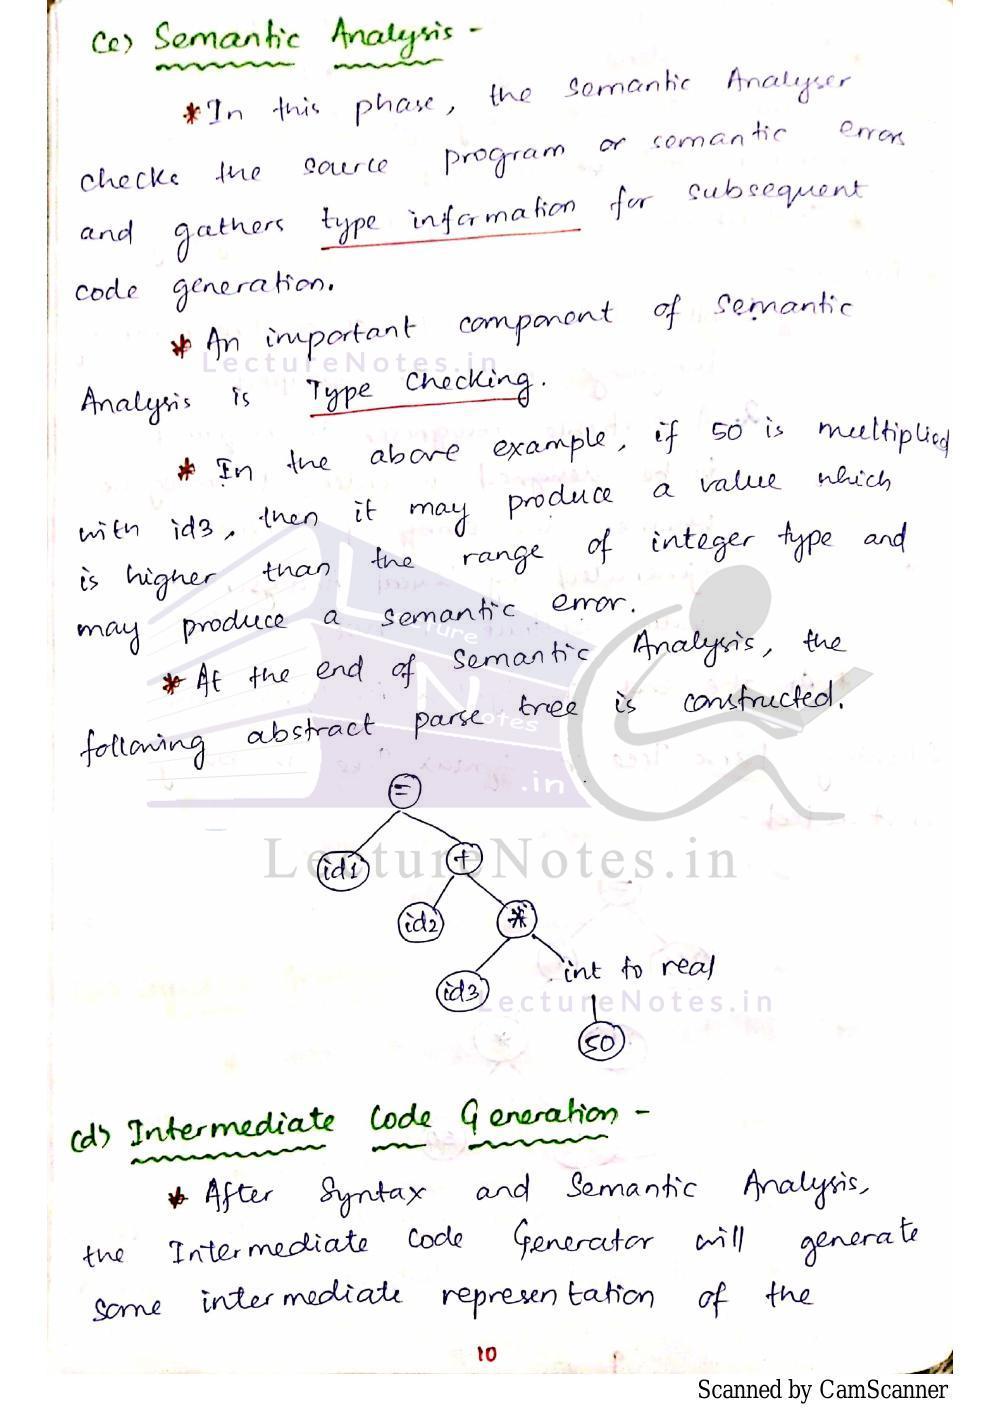 (c) Semantic Analysis -
* In this phase, the semantic Analyser
checks the source program or semantic errors
and gathers type information for subsequent
code generation.
* An important component of Semantic
LectureNotes.in
Analysis is Type Checking.
* In the above example, if 50 is multiplied
with id3, then it may produce a value which
is higher than the range of integer type and
may produce a semantic error.
* At the end of Semantic Analysis, the
following abstract parse tree is constructed.
=
LectureNotes.in
id1 +
id2 *
int to real
id3
LectureNotes.in
50
(d) Intermediate Code Generation -
* After Syntax and Semantic Analysis,
the Intermediate Code Generator will generate
some intermediate representation of the
10
Scanned by CamScanner